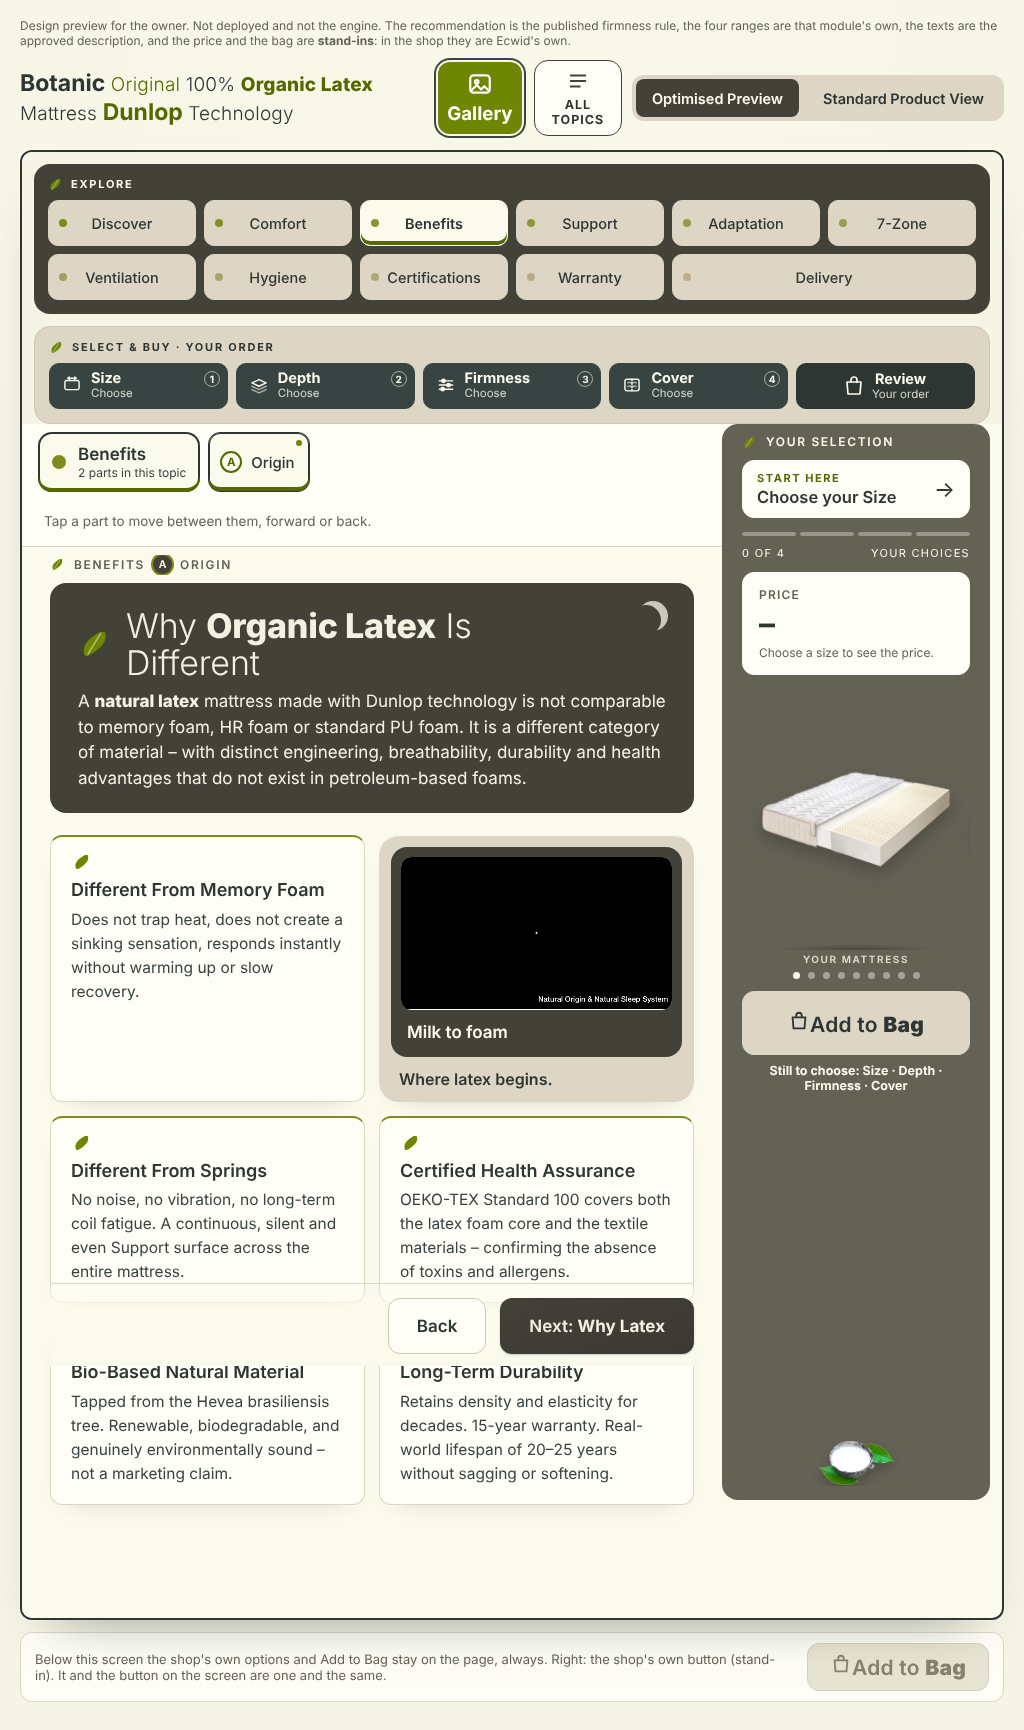 Design preview for the owner. Not deployed and not the engine. The recommendation is the published firmness rule, the four ranges are that module's own, the texts are the
approved description, and the price and the bag are stand-ins: in the shop they are Ecwid's own.
Botanic Original 100% Organic Latex
Mattress Dunlop Technology
Gallery
ALL
TOPICS
Optimised Preview
Standard Product View
EXPLORE
Discover
Comfort
Benefits
Support
Adaptation
7-Zone
Ventilation
Hygiene
Certifications
Warranty
Delivery
SELECT & BUY · YOUR ORDER
Size
Choose
1
Depth
Choose
2
Firmness
Choose
3
Cover
Choose
4
Review
Your order
Benefits
2 parts in this topic
A
Origin
Tap a part to move between them, forward or back.
BENEFITS A ORIGIN
Why Organic Latex Is
Different
A natural latex mattress made with Dunlop technology is not comparable
to memory foam, HR foam or standard PU foam. It is a different category
of material – with distinct engineering, breathability, durability and health
advantages that do not exist in petroleum-based foams.
Different From Memory Foam
Does not trap heat, does not create a
sinking sensation, responds instantly
without warming up or slow
recovery.
Natural Origin & Natural Sleep System
Milk to foam
Where latex begins.
Different From Springs
No noise, no vibration, no long-term
coil fatigue. A continuous, silent and
even Support surface across the
entire mattress.
Certified Health Assurance
OEKO-TEX Standard 100 covers both
the latex foam core and the textile
materials – confirming the absence
of toxins and allergens.
Back
Next: Why Latex
Bio-Based Natural Material
Tapped from the Hevea brasiliensis
tree. Renewable, biodegradable, and
genuinely environmentally sound –
not a marketing claim.
Long-Term Durability
Retains density and elasticity for
decades. 15-year warranty. Real-
world lifespan of 20–25 years
without sagging or softening.
YOUR SELECTION
START HERE
Choose your Size
0 OF 4
YOUR CHOICES
PRICE
–
Choose a size to see the price.
YOUR MATTRESS
Add to Bag
Still to choose: Size · Depth ·
Firmness · Cover
Below this screen the shop's own options and Add to Bag stay on the page, always. Right: the shop's own button (stand-
in). It and the button on the screen are one and the same.
Add to Bag